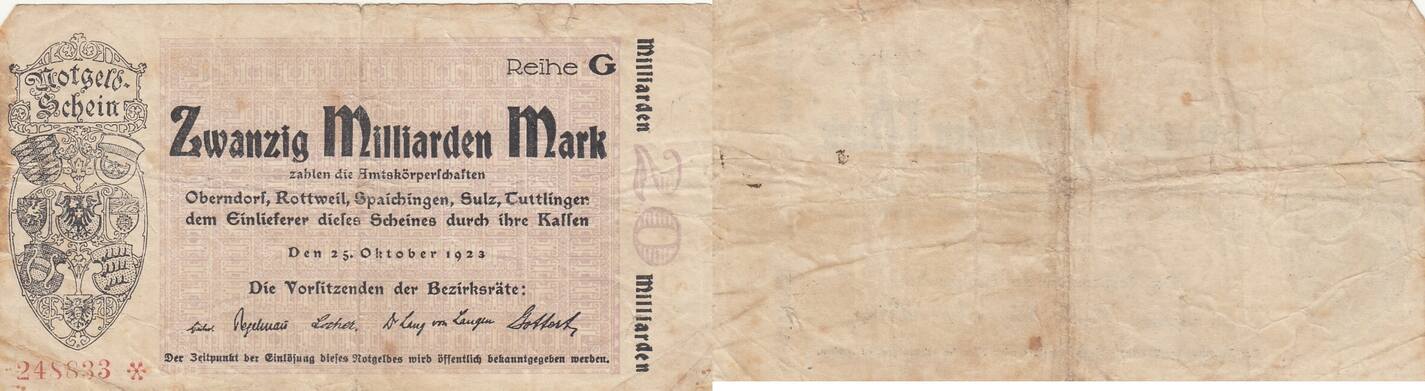 Notgeld-
Schein
Reihe G
Zwanzig Milliarden Mark
zahlen die Amtskörperschaften
Oberndorf, Rottweil, Spaichingen, Sulz, Tuttlingen
dem Einlieferer dieses Scheines durch ihre Kassen
Den 25. Oktober 1923
Die Vorsitzenden der Bezirksräte:
Der Zeitpunkt der Einlösung dieses Notgeldes wird öffentlich bekanntgegeben werden.
248833 *
Milliarden
20
Milliarden